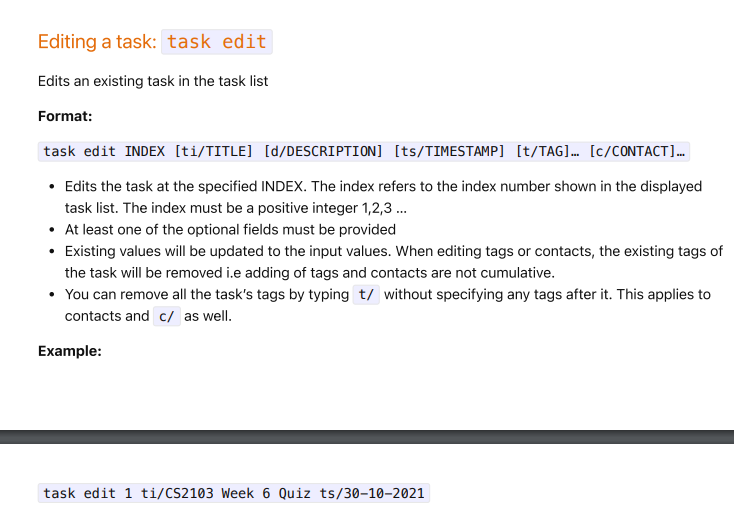 Editing a task: task edit
Edits an existing task in the task list
Format:
task edit INDEX [ti/TITLE] [d/DESCRIPTION] [ts/TIMESTAMP] [t/TAG]… [c/CONTACT]…
• Edits the task at the specified INDEX. The index refers to the index number shown in the displayed
task list. The index must be a positive integer 1,2,3 …
• At least one of the optional fields must be provided
• Existing values will be updated to the input values. When editing tags or contacts, the existing tags of
the task will be removed i.e adding of tags and contacts are not cumulative.
• You can remove all the task’s tags by typing t/ without specifying any tags after it. This applies to
contacts and c/ as well.
Example:
task edit 1 ti/CS2103 Week 6 Quiz ts/30-10-2021